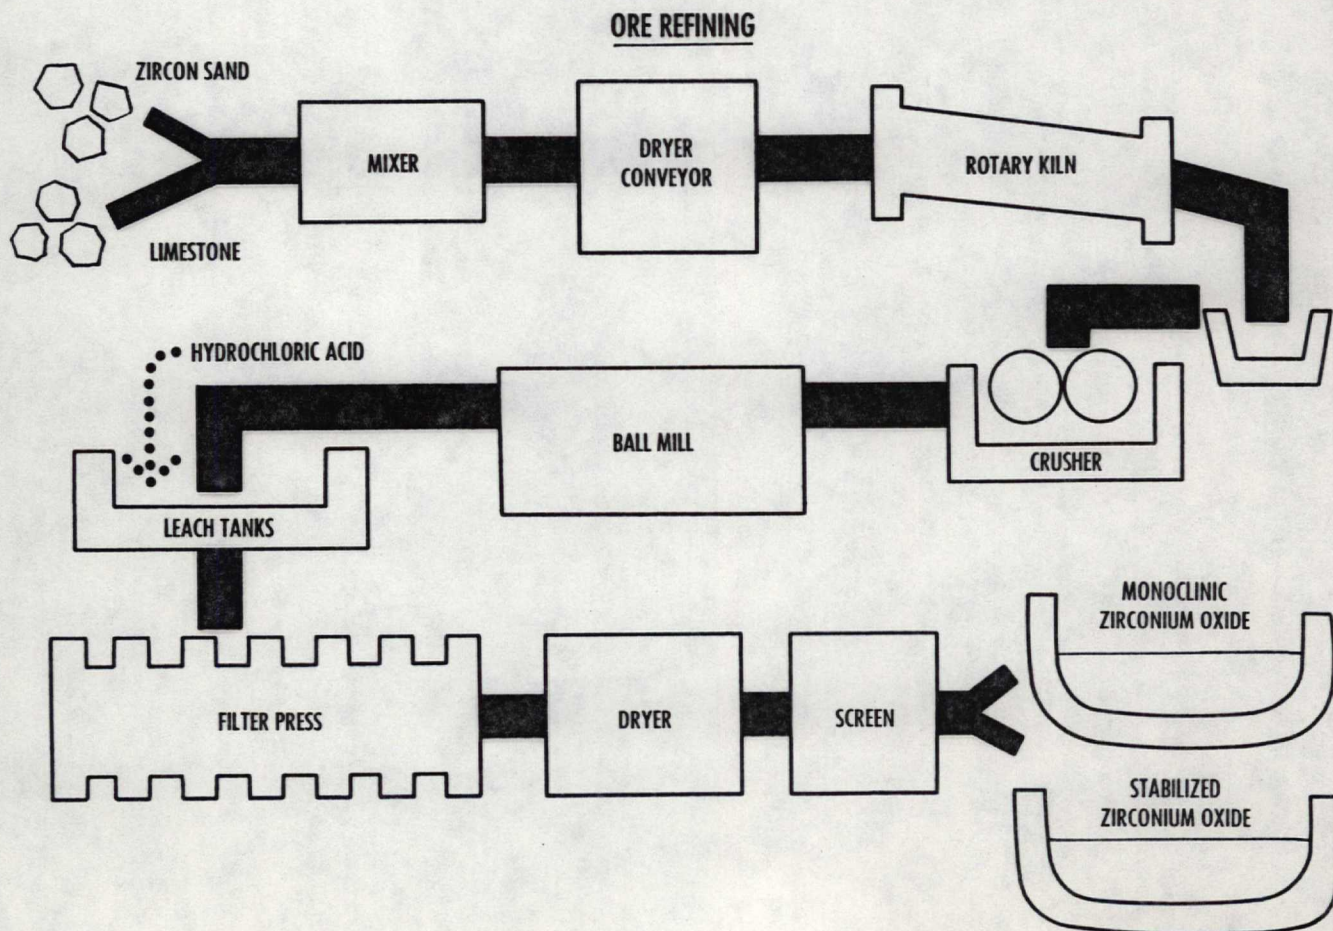 ORE REFINING
ZIRCON SAND
LIMESTONE
MIXER
DRYER
CONVEYOR
ROTARY KILN
HYDROCHLORIC ACID
LEACH TANKS
BALL MILL
CRUSHER
FILTER PRESS
DRYER
SCREEN
MONOCLINIC
ZIRCONIUM OXIDE
STABILIZED
ZIRCONIUM OXIDE